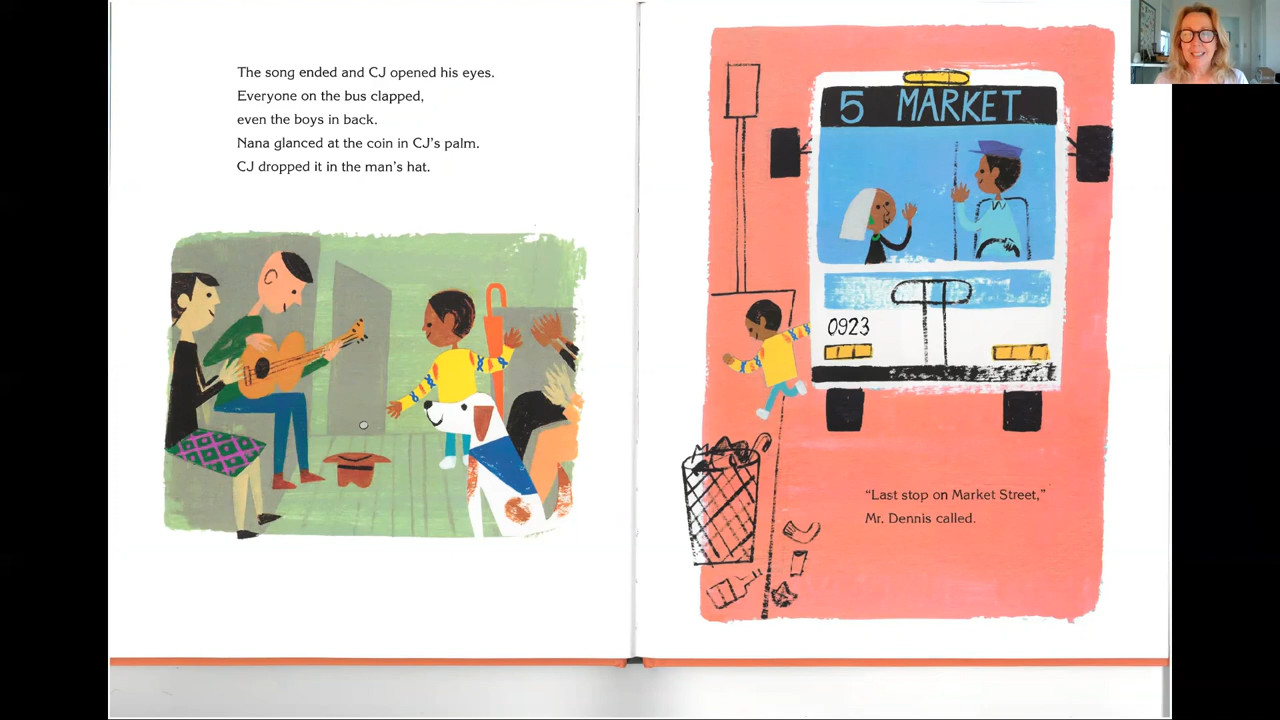 The song ended and CJ opened his eyes.
Everyone on the bus clapped,
even the boys in back.
Nana glanced at the coin in CJ's palm.
CJ dropped it in the man's hat.
5 MARKET
0923
“Last stop on Market Street,”
Mr. Dennis called.